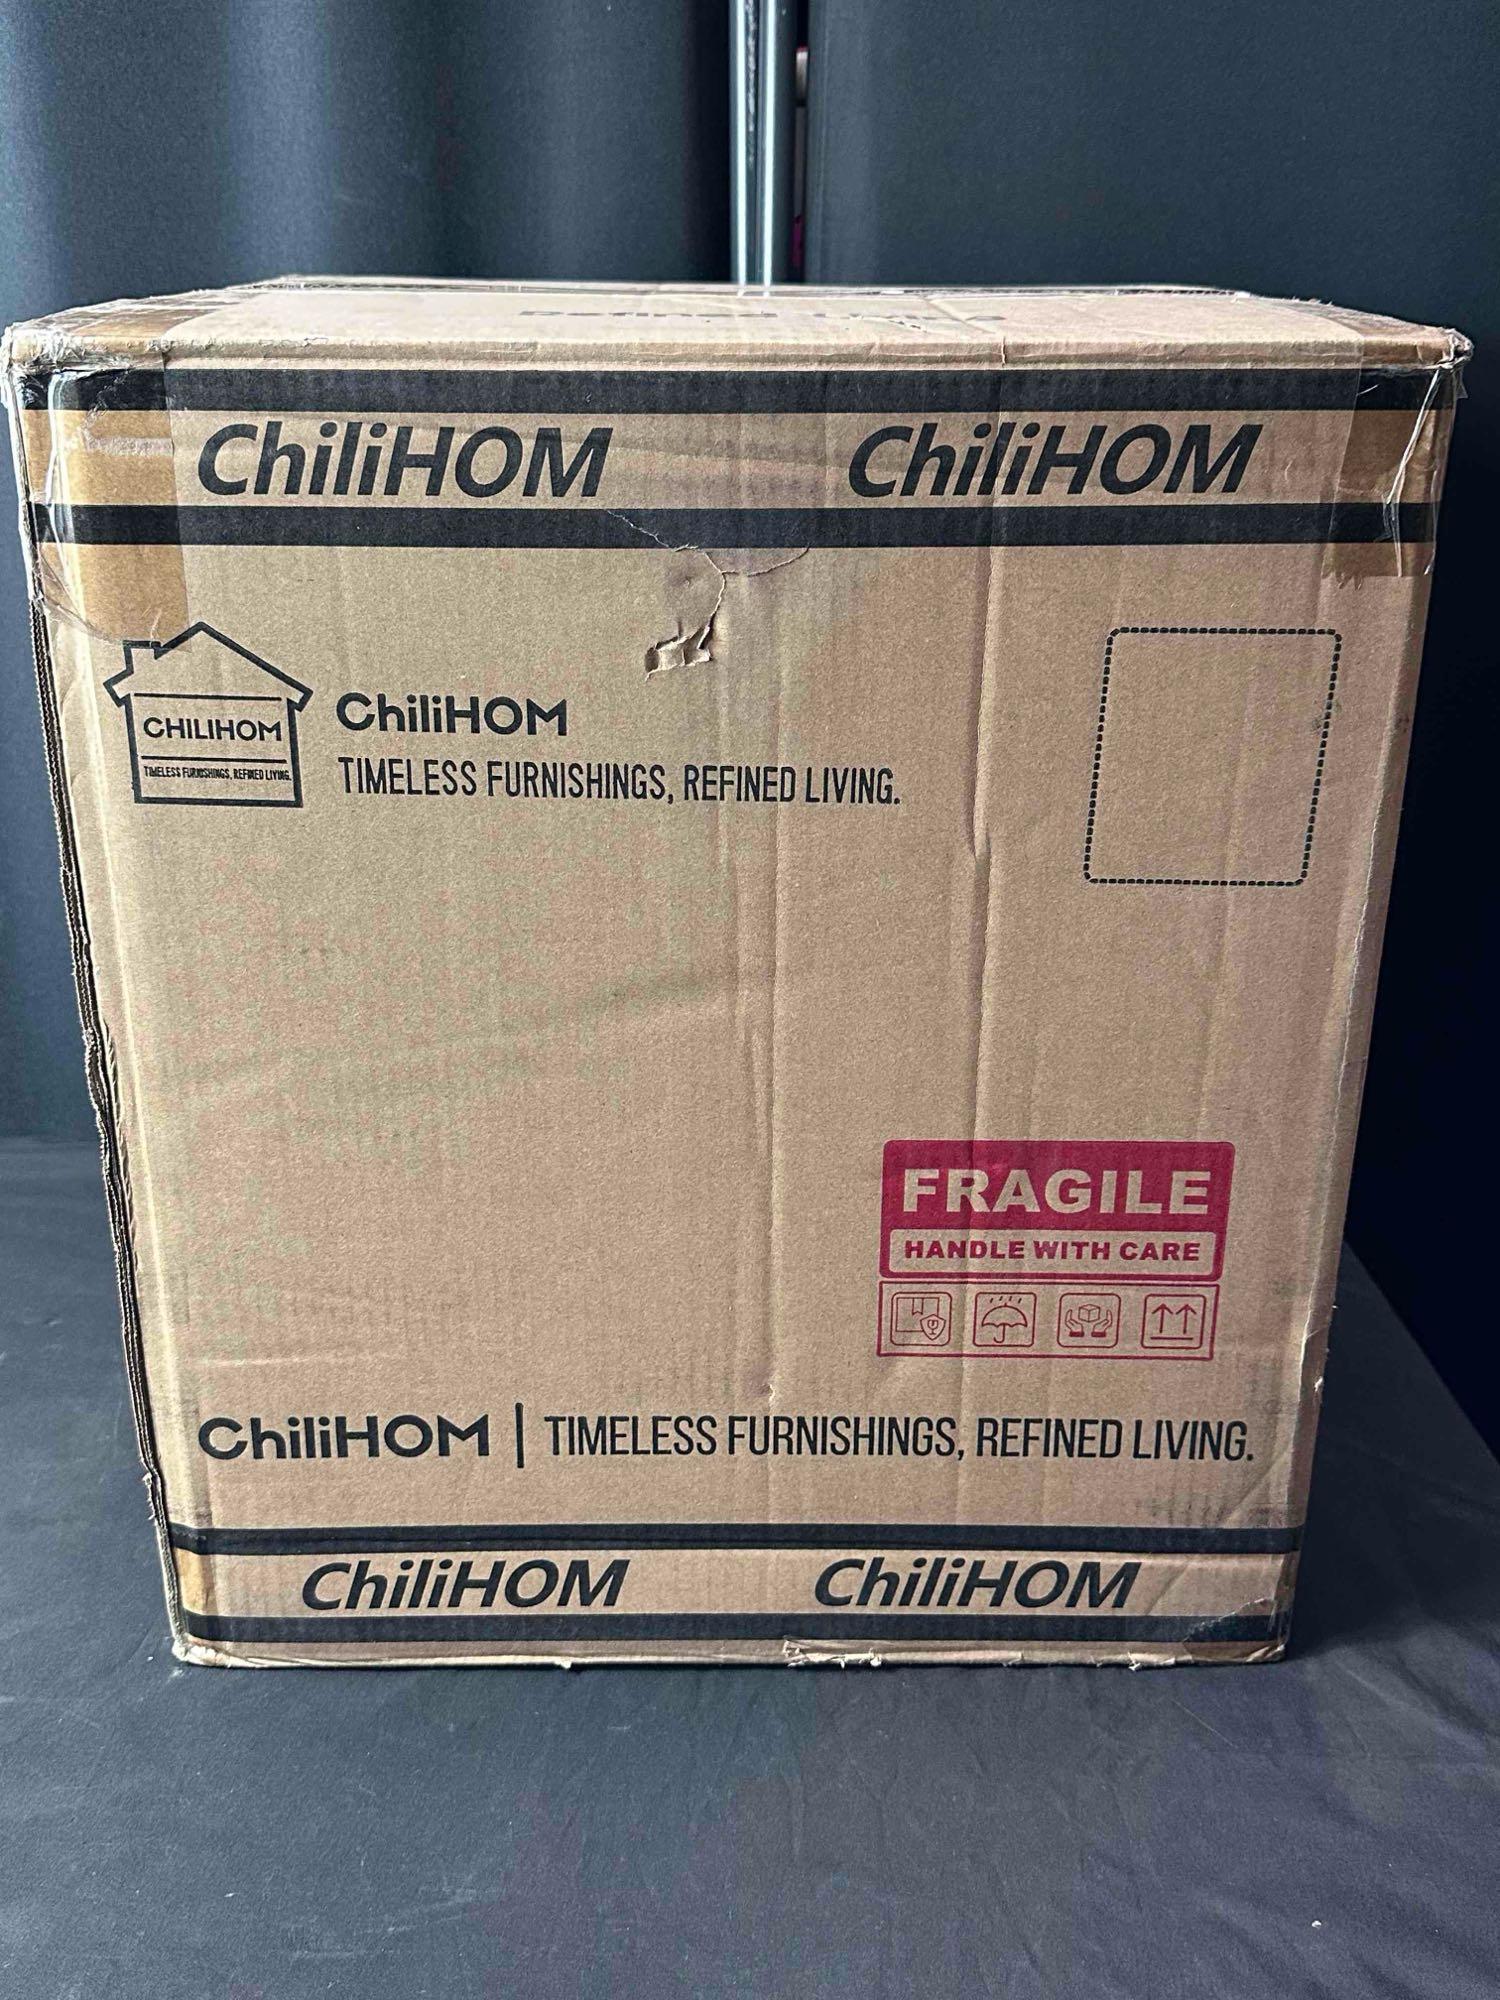 ChiliHOM ChiliHOM
CHILIHOM
TIMELESS FURNISHINGS, REFINED LIVING.
ChiliHOM
TIMELESS FURNISHINGS, REFINED LIVING.
FRAGILE
HANDLE WITH CARE
ChiliHOM | TIMELESS FURNISHINGS, REFINED LIVING.
ChiliHOM ChiliHOM